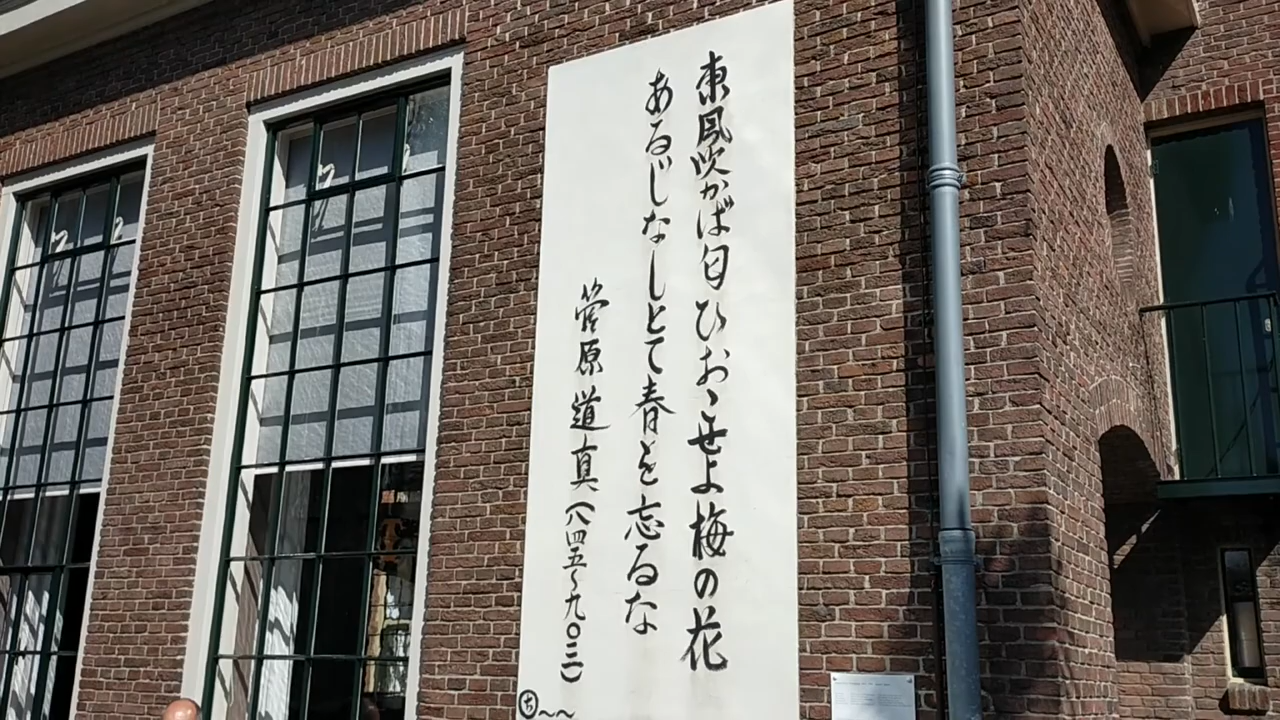 東風吹かば匂ひおこせよ梅の花
あるじなしとて春を忘るな
菅原道真（八四五〜九〇三）
ち〜〜